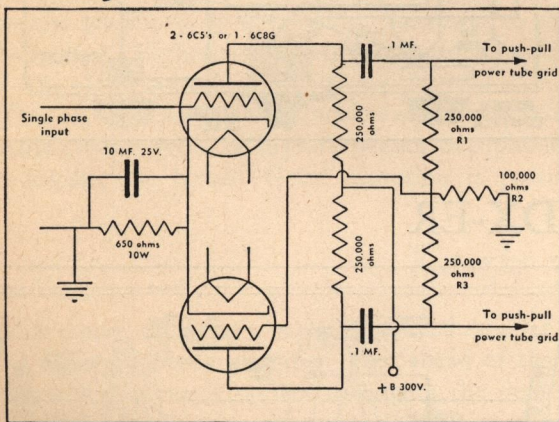 2 - 6C5's or 1 - 6C8G
.1 MF.
To push-pull
power tube grid
Single phase
input
250,000
ohms
250,000
ohms
R1
10 MF. 25V.
100,000
ohms
R2
650 ohms
10W
250,000
ohms
250,000
ohms
R3
To push-pull
power tube grid
.1 MF.
+ B 300V.